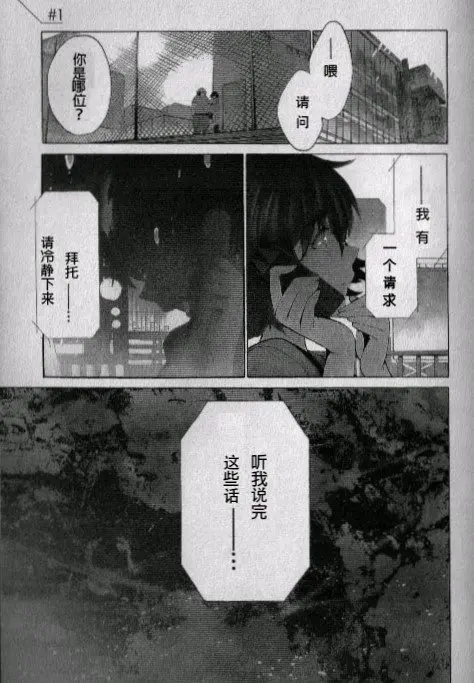 #1
——喂
请问
你是哪位？
——我有
一个请求
拜托——…
请冷静下来
听我说完
这些话———…